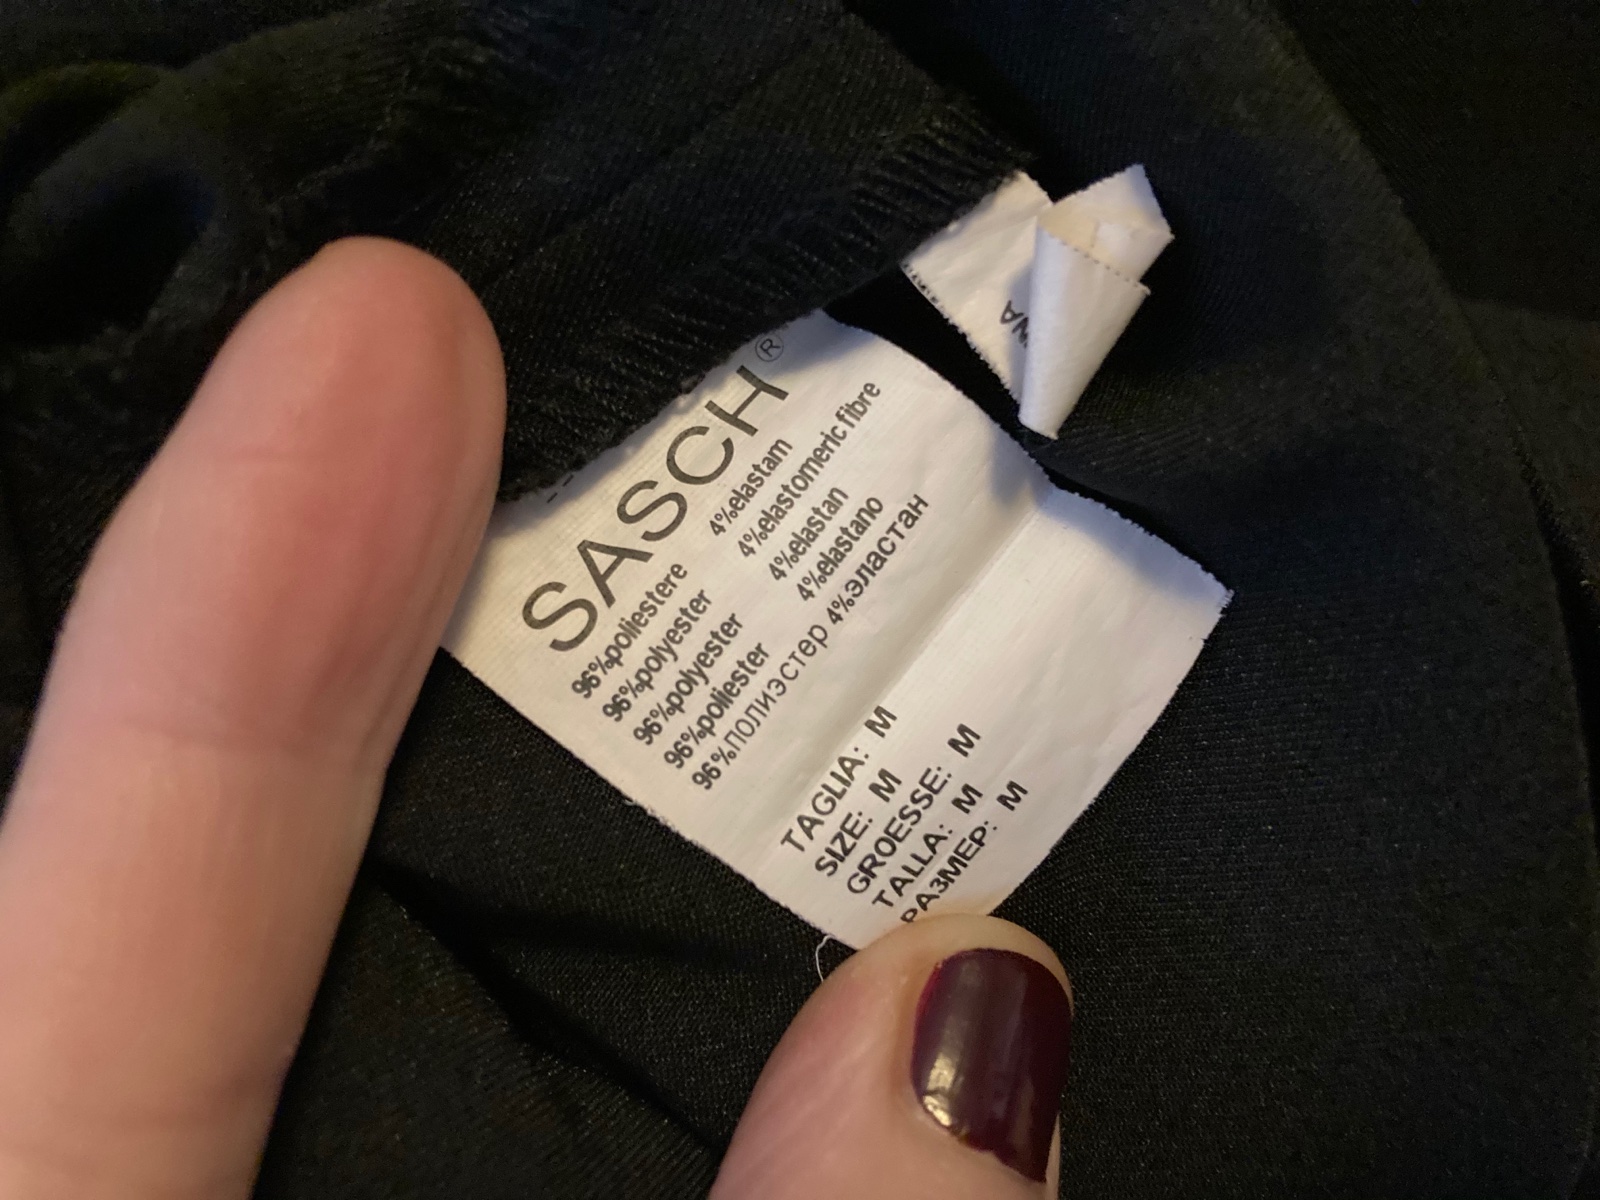 SASCH®
96%poliestere 4%elastam
96%polyester 4%elastomeric fibre
96%polyester 4%elastan
96%poliester 4%elastano
96%ПОЛИЭСТЕР 4%ЭЛАСТАН
TAGLIA: M
SIZE: M
GROESSE: M
TALLA: M
РАЗМЕР: M